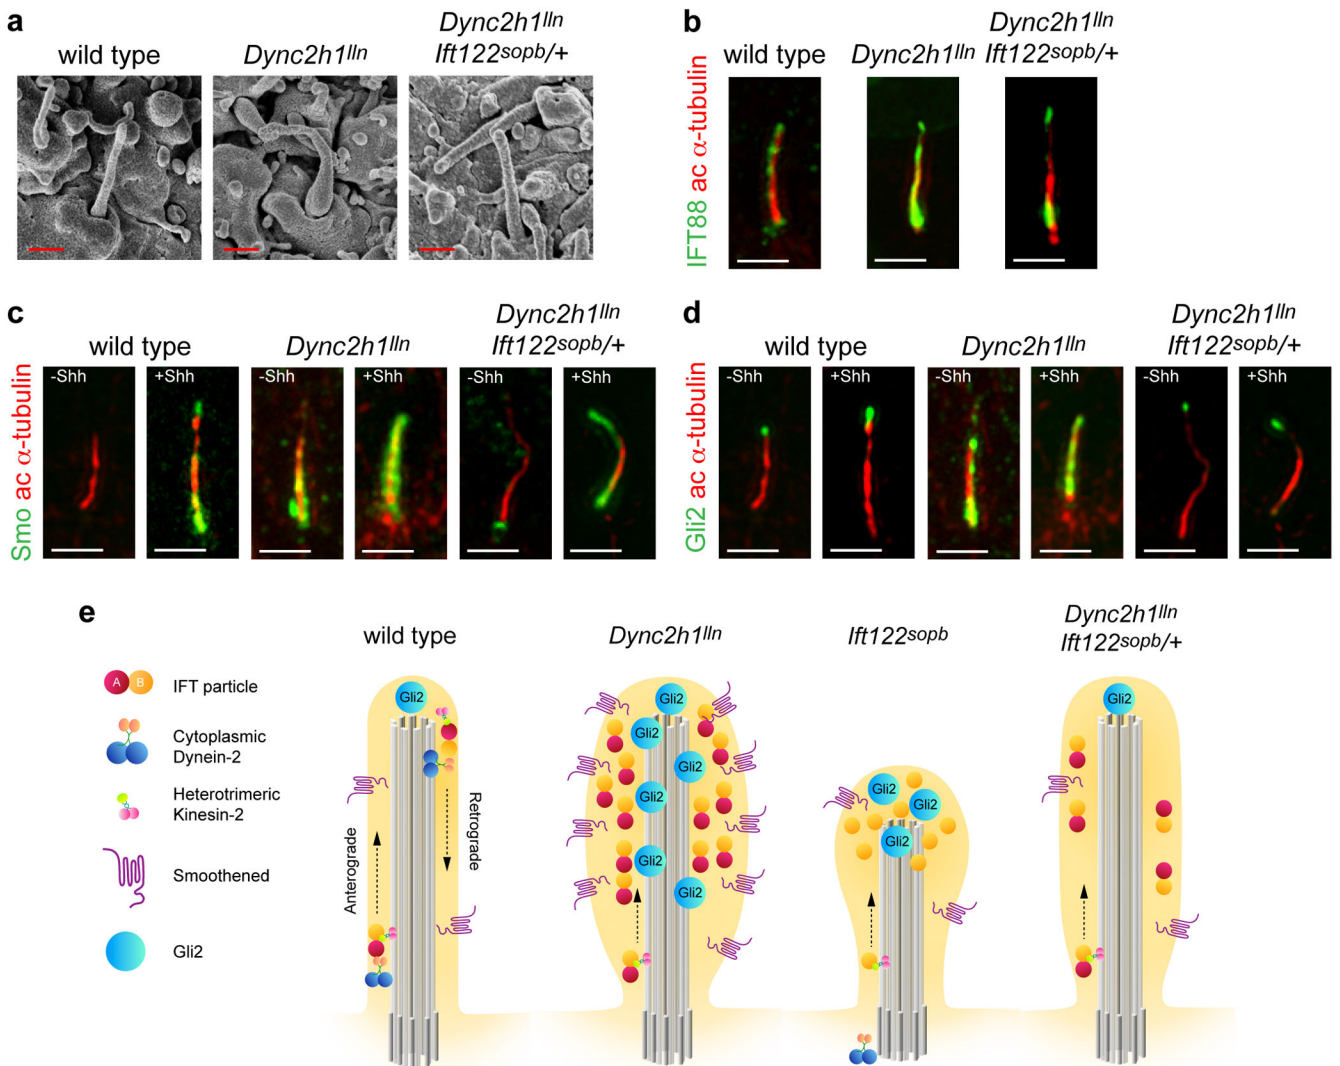 a
wild type
Dync2h1lln
Dync2h1lln
Ift122sopb/+
b
IFT88 ac α-tubulin
wild type
Dync2h1lln
Dync2h1lln
Ift122sopb/+
c
Smo ac α-tubulin
wild type
Dync2h1lln
Dync2h1lln
Ift122sopb/+
-Shh
+Shh
-Shh
+Shh
-Shh
+Shh
d
Gli2 ac α-tubulin
wild type
Dync2h1lln
Dync2h1lln
Ift122sopb/+
-Shh
+Shh
-Shh
+Shh
-Shh
+Shh
e
A B
IFT particle
Cytoplasmic
Dynein-2
Heterotrimeric
Kinesin-2
Smoothened
Gli2
wild type
Gli2
Anterograde
Retrograde
Dync2h1lln
Gli2
Gli2
Gli2
Gli2
Gli2
Gli2
Ift122sopb
Gli2
Gli2
Gli2
Dync2h1lln
Ift122sopb/+
Gli2